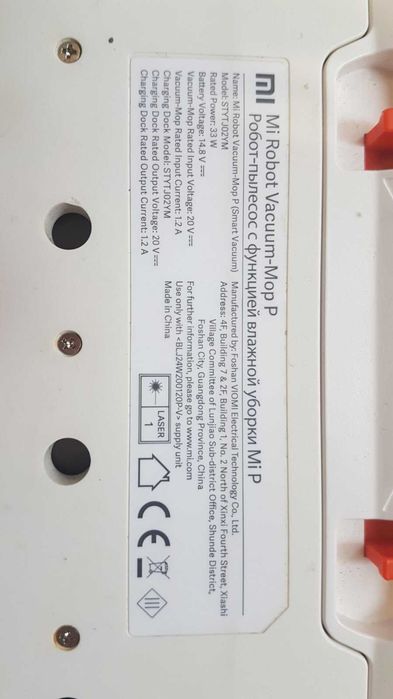 mi Mi Robot Vacuum-Mop P
Робот-пылесос с функцией влажной уборки Mi P
Name: Mi Robot Vacuum-Mop P (Smart Vacuum)
Model: STYTJ02YM
Rated Power: 33 W
Battery Voltage: 14.8 V ⎓
Vacuum-Mop Rated Input Voltage: 20 V ⎓
Vacuum-Mop Rated Input Current: 1.2 A
Charging Dock Model: STYTJ02YM
Charging Dock Rated Output Voltage: 20 V ⎓
Charging Dock Rated Output Current: 1.2 A
Manufactured by: Foshan VIOMI Electrical Technology Co., Ltd.
Address: 4F, Building 7 & 2F, Building 1, No. 2 North of Xinxi Fourth Street, Xiashi
Village Committee of Lunjiao Sub-district Office, Shunde District,
Foshan City, Guangdong Province, China
For further information, please go to www.mi.com
Use only with <BLJ24W200120P-V> supply unit
Made in China
LASER
1
CE